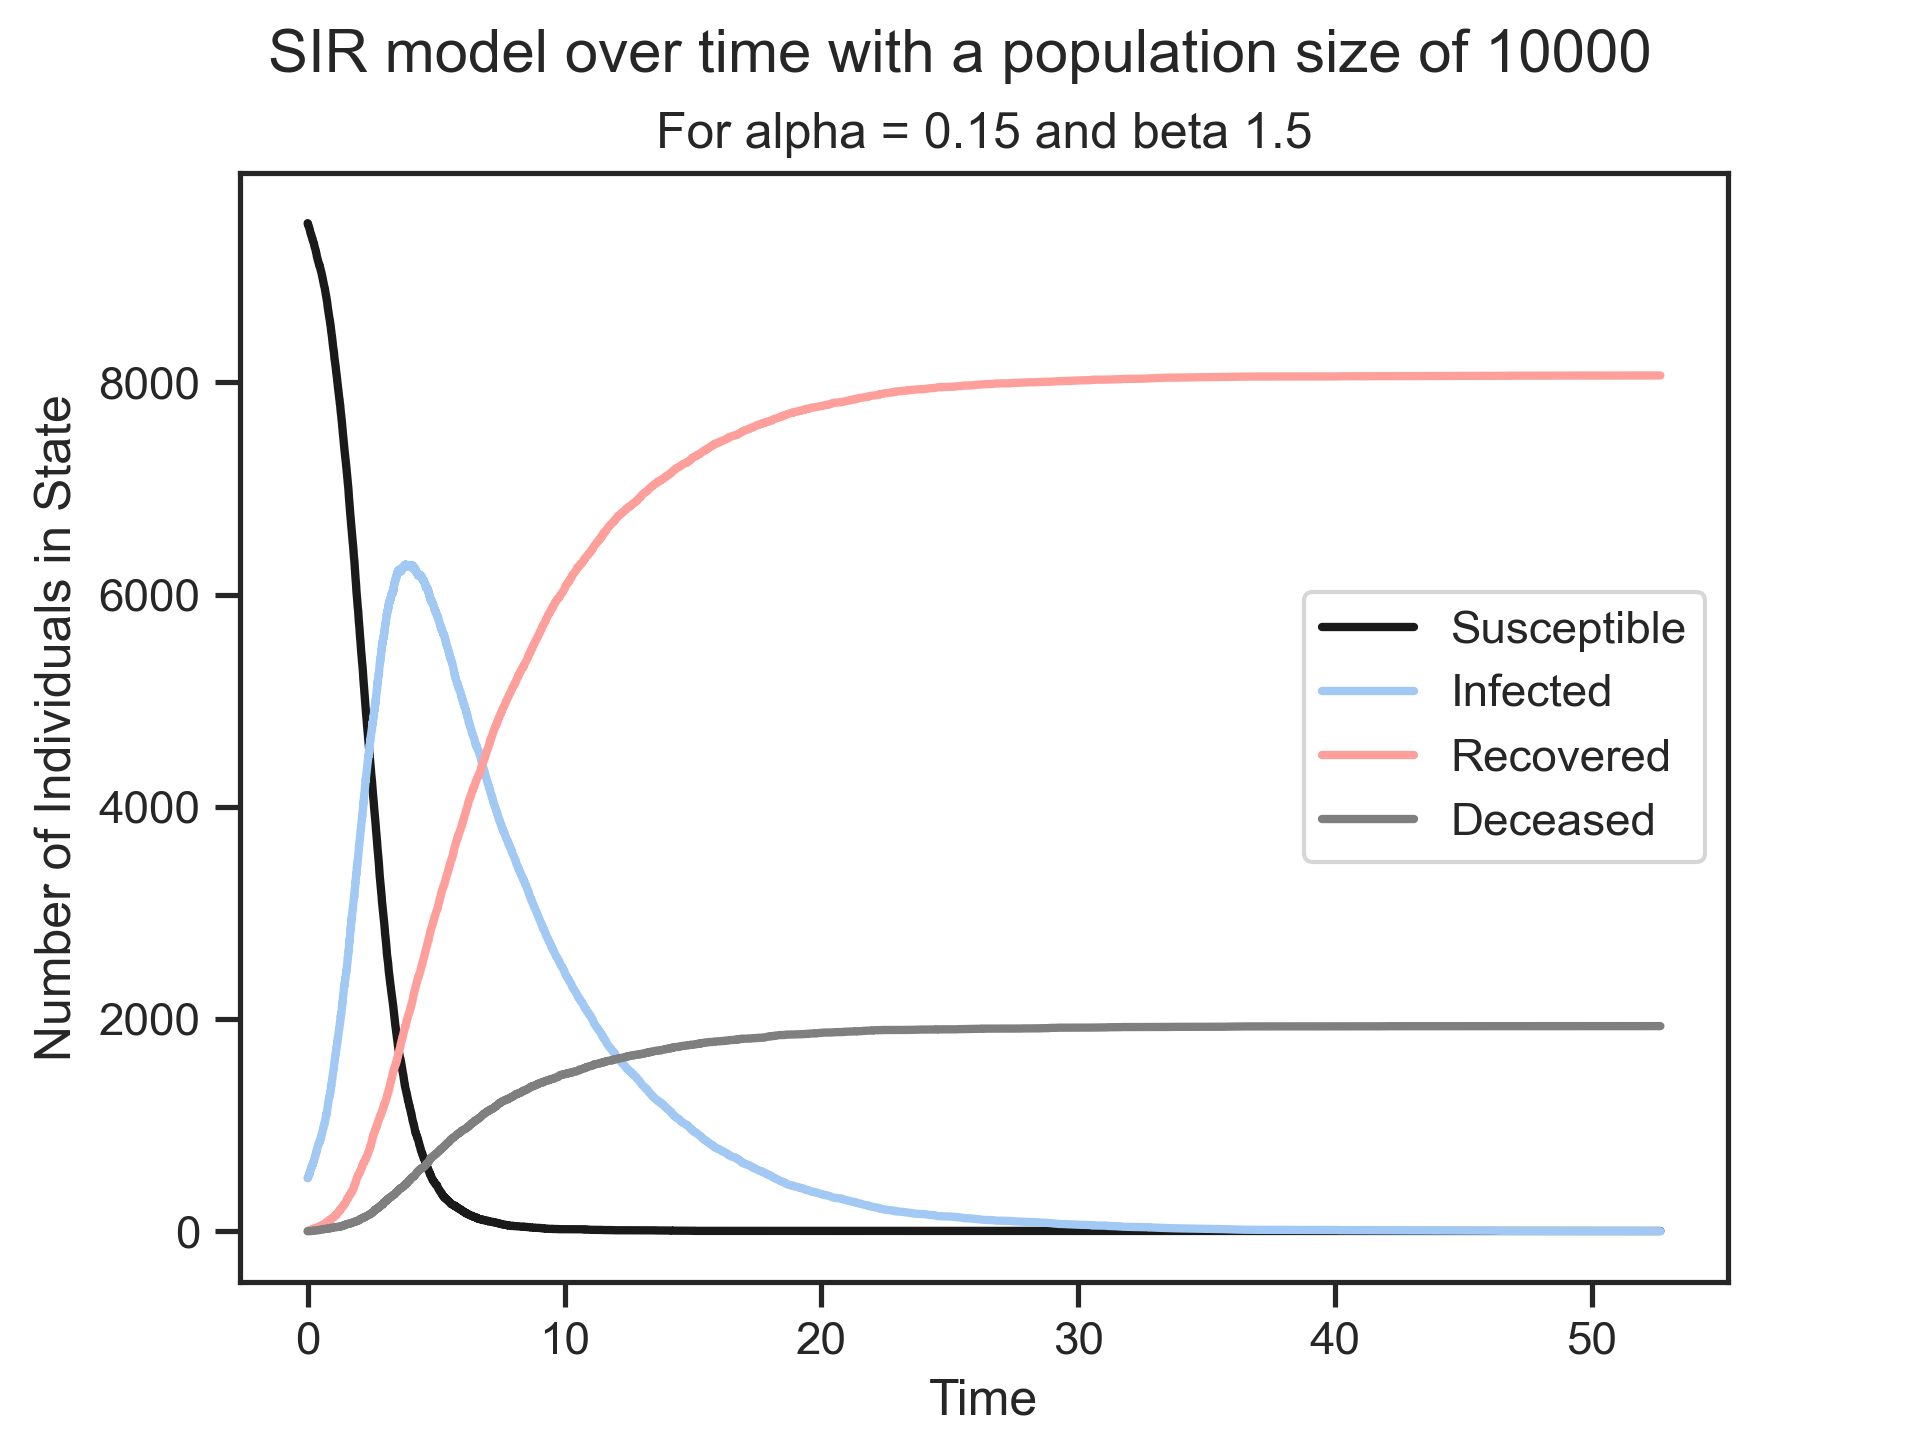 SIR model over time with a population size of 10000
For alpha = 0.15 and beta 1.5
Number of Individuals in State
8000
6000
4000
2000
0
Susceptible
Infected
Recovered
Deceased
0 10 20 30 40 50
Time